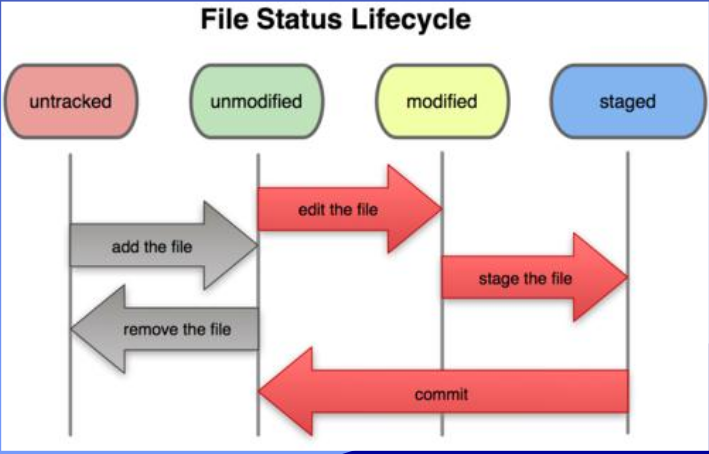 File Status Lifecycle
untracked
unmodified
modified
staged
edit the file
add the file
stage the file
remove the file
commit